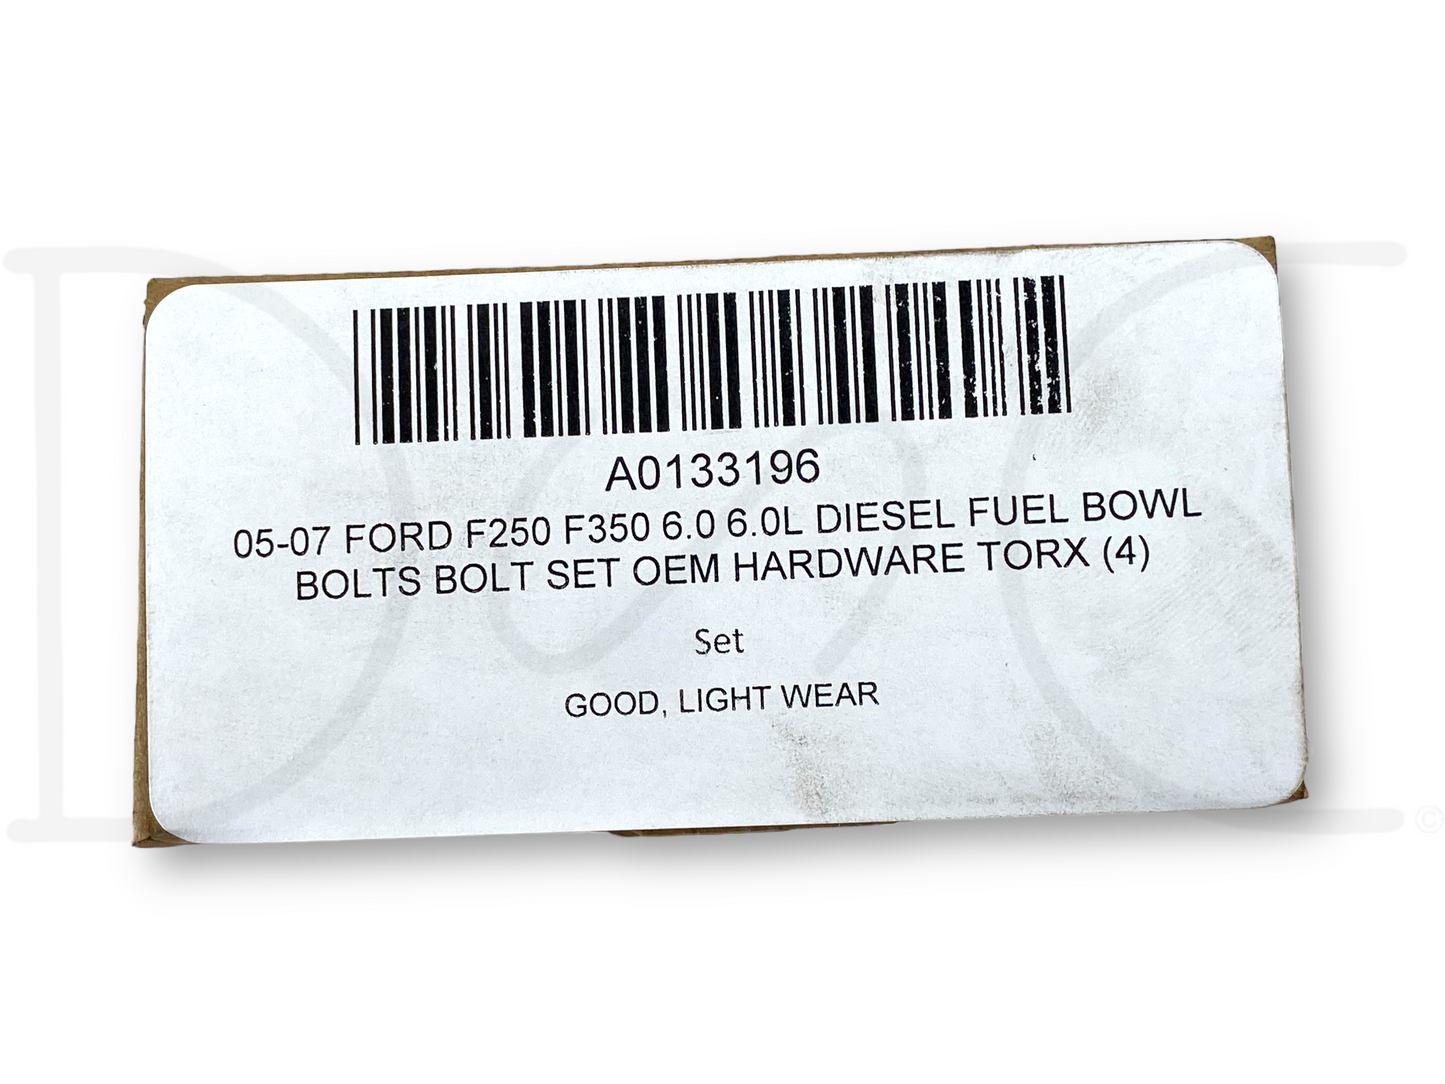 A0133196
05-07 FORD F250 F350 6.0 6.0L DIESEL FUEL BOWL
BOLTS BOLT SET OEM HARDWARE TORX (4)
Set
GOOD, LIGHT WEAR
©